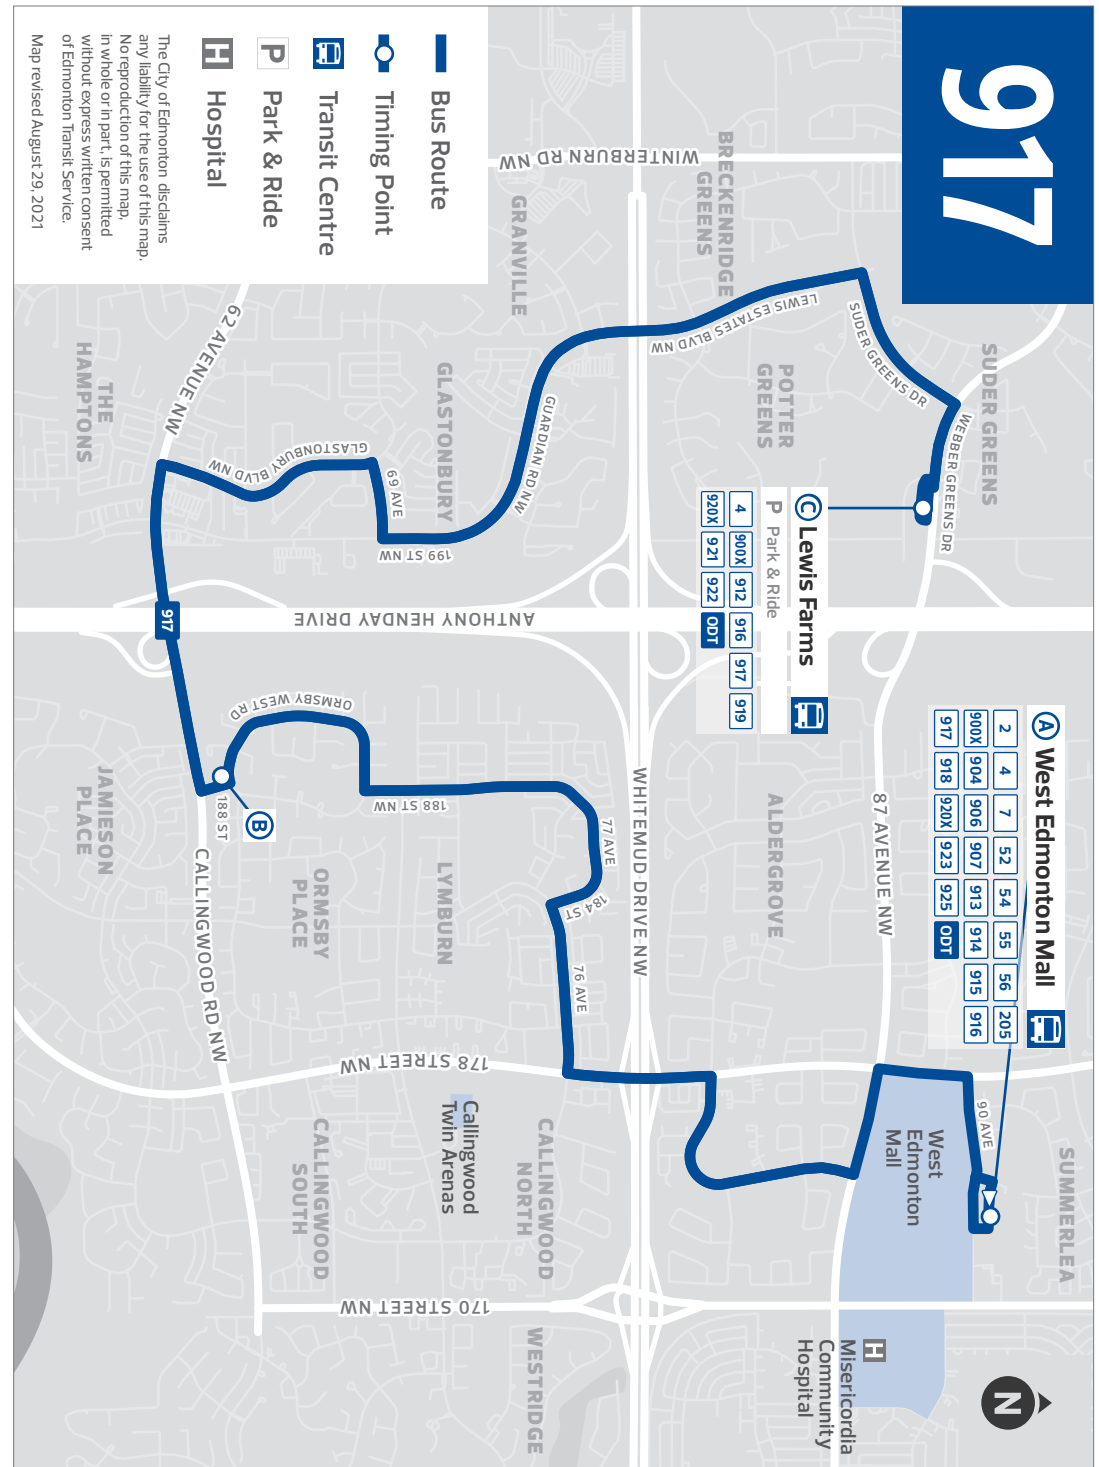 917
Bus Route
Timing Point
Transit Centre
P
Park & Ride
H
Hospital
The City of Edmonton disclaims
any liability for the use of this map.
No reproduction of this map,
in whole or in part, is permitted
without express written consent
of Edmonton Transit Service.
Map revised August 29, 2021
WINTERBURN RD NW
BRECKENRIDGE
GREENS
GRANVILLE
LEWIS ESTATES BLVD NW
SUDER GREENS DR
SUDER GREENS
WEBBER GREENS DR
POTTER
GREENS
GUARDIAN RD NW
GLASTONBURY
GLASTONBURY BLVD NW
69 AVE
199 ST NW
62 AVENUE NW
THE
HAMPTONS
C Lewis Farms
P Park & Ride
4 900X 912 916 917 919
920X 921 922 ODT
ANTHONY HENDAY DRIVE
917
A West Edmonton Mall
2 4 7 52 54 55 56 205
900X 904 906 907 913 914 915 916
917 918 920X 923 925 ODT
ORMSBY WEST RD
188 ST
B
188 ST NW
77 AVE
184 ST
76 AVE
WHITEMUD DRIVE NW
87 AVENUE NW
ALDERGROVE
LYMBURN
ORMSBY
PLACE
JAMIESON
PLACE
CALLINGWOOD RD NW
178 STREET NW
90 AVE
West
Edmonton
Mall
SUMMERLEA
Callingwood
Twin Arenas
CALLINGWOOD
NORTH
CALLINGWOOD
SOUTH
170 STREET NW
WESTRIDGE
H
Misericordia
Community
Hospital
N